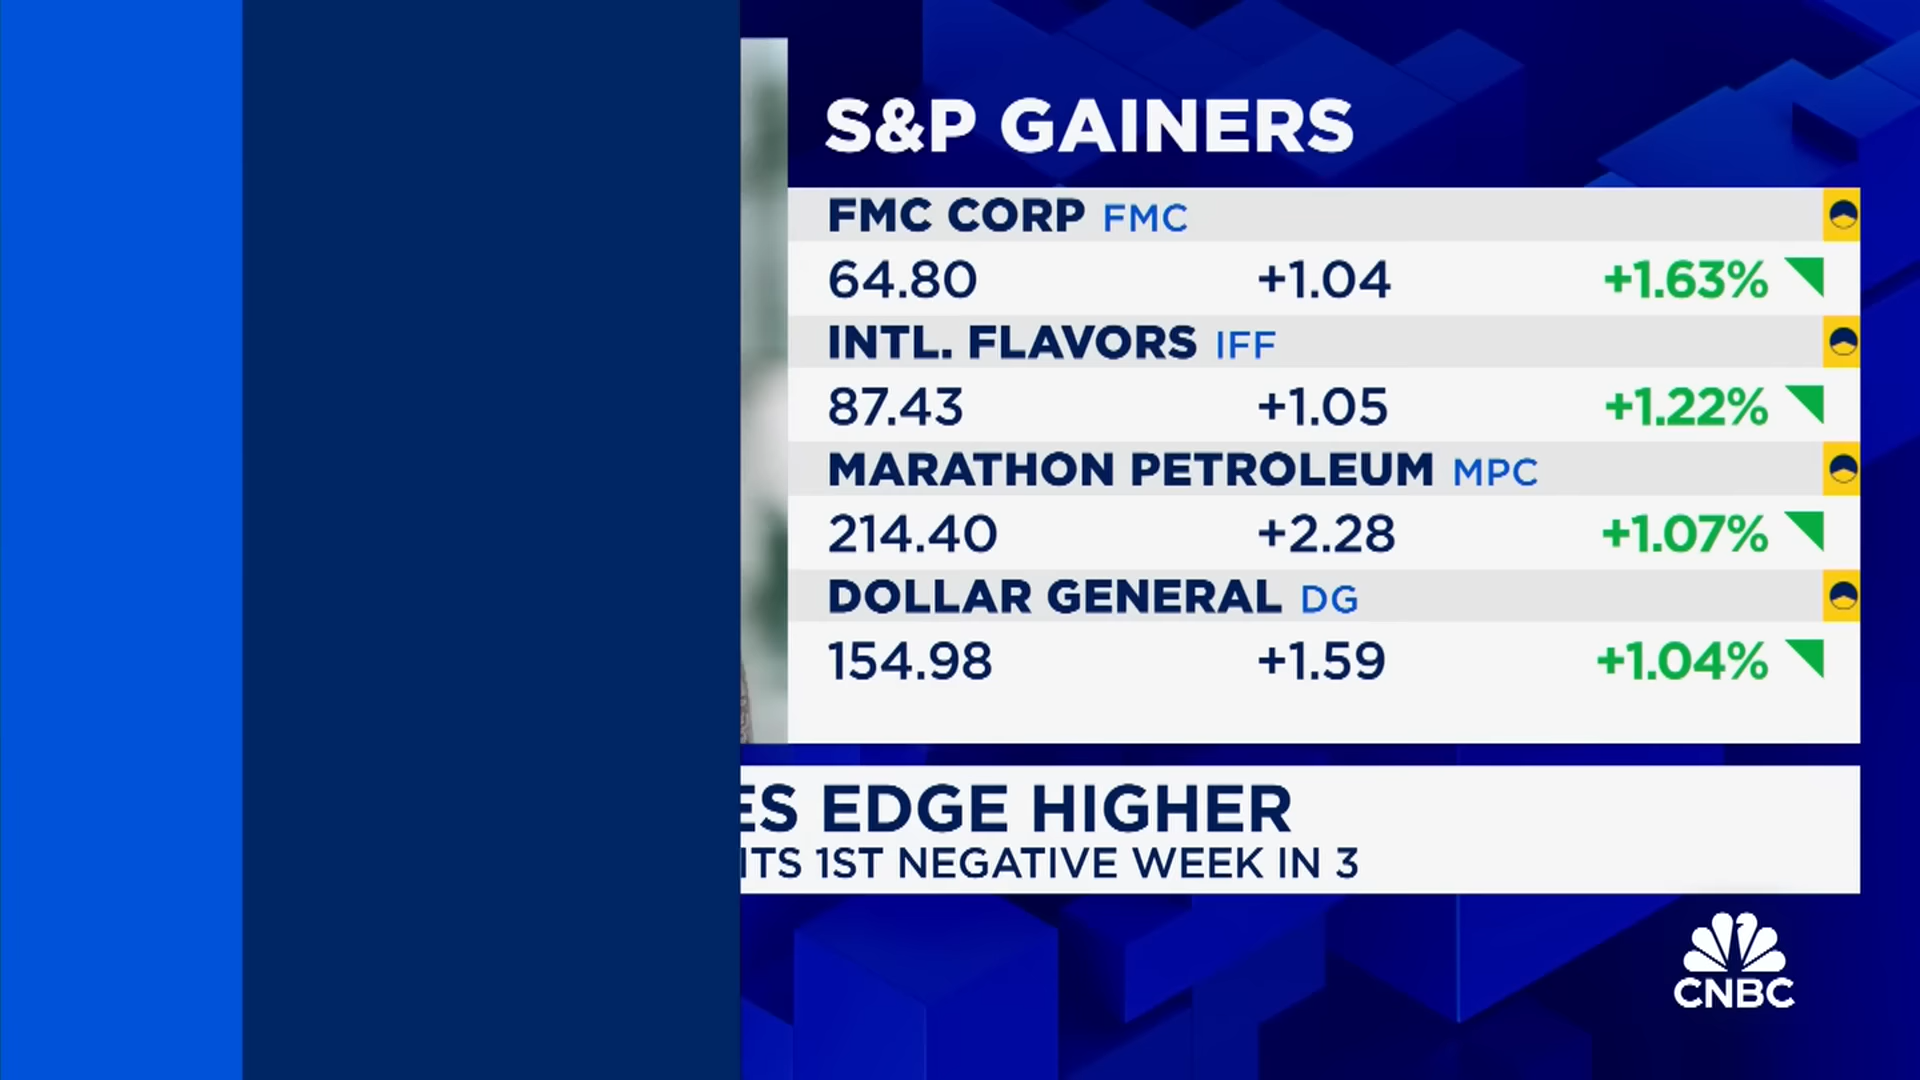 S&P GAINERS
FMC CORP FMC
64.80 +1.04 +1.63%
INTL. FLAVORS IFF
87.43 +1.05 +1.22%
MARATHON PETROLEUM MPC
214.40 +2.28 +1.07%
DOLLAR GENERAL DG
154.98 +1.59 +1.04%
EDGE HIGHER
1ST NEGATIVE WEEK IN 3
CNBC